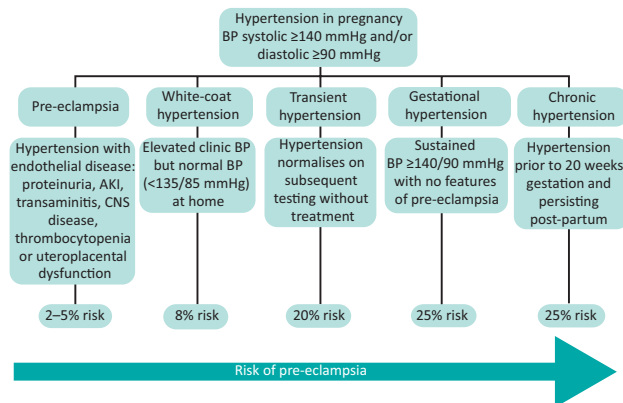 Hypertension in pregnancy
BP systolic ≥140 mmHg and/or
diastolic ≥90 mmHg
Pre-eclampsia
White-coat
hypertension
Transient
hypertension
Gestational
hypertension
Chronic
hypertension
Hypertension with
endothelial disease:
proteinuria, AKI,
transaminitis, CNS
disease,
thrombocytopenia
or uteroplacental
dysfunction
Elevated clinic BP
but normal BP
(<135/85 mmHg)
at home
Hypertension
normalises on
subsequent
testing without
treatment
Sustained
BP ≥140/90 mmHg
with no features
of pre-eclampsia
Hypertension
prior to 20 weeks
gestation and
persisting
post-partum
2–5% risk
8% risk
20% risk
25% risk
25% risk
Risk of pre-eclampsia